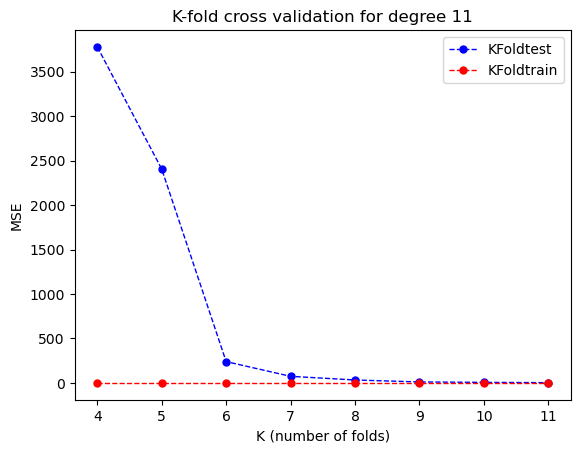 K-fold cross validation for degree 11
KFoldtest
KFoldtrain
3500
3000
2500
2000
1500
1000
500
0
MSE
4 5 6 7 8 9 10 11
K (number of folds)